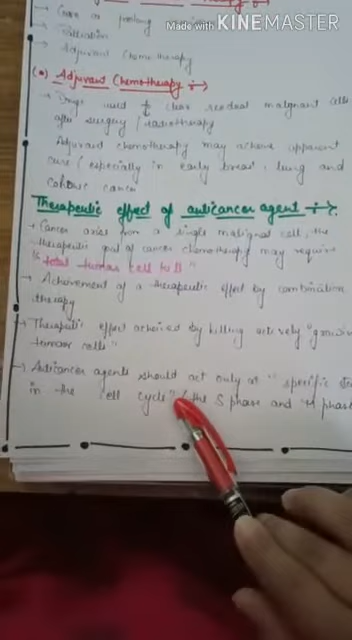 Made with KINEMASTER
Cure or prolong
Palliation
Adjuvant Chemotherapy
(•) Adjuvant Chemotherapy :->
Drugs used to clear residual malignant cells
after surgery / radiotherapy
Adjuvant chemotherapy may achieve apparent
cure (especially in early breast, lung and
cancer
Therapeutic effect of anticancer agent :->
Cancer arises from a single malignant cell, the
therapeutic goal of cancer chemotherapy may require
"total tumor cell kill"
Achievement of a therapeutic effect by combination
therapy
Therapeutic effect achieved by killing actively "growing
tumor cells"
Anticancer agents should act only at "specific
in the cell cycle" (the S phase and M phase